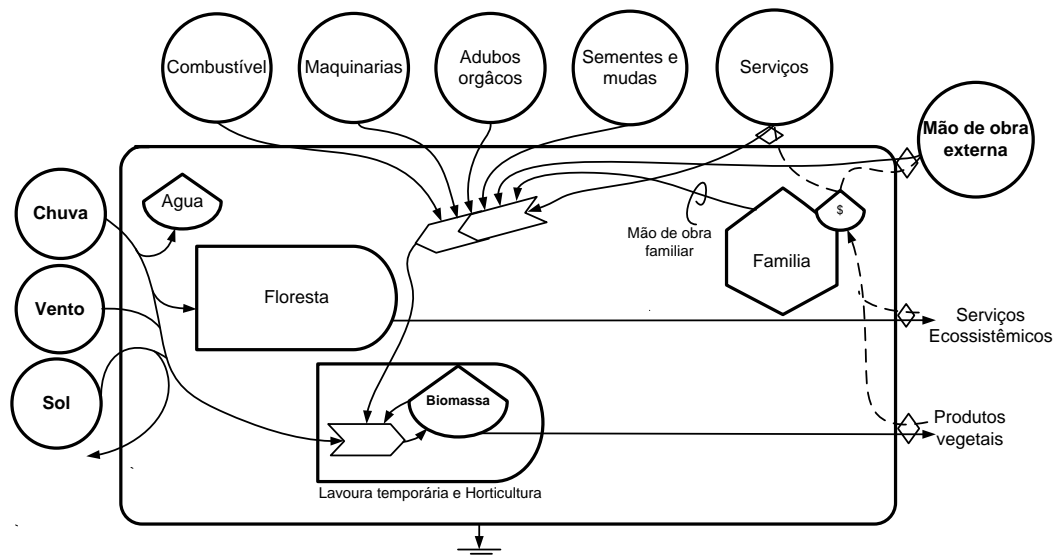 Combustível
Maquinarias
Adubos
orgâcos
Sementes e
mudas
Serviços
Mão de obra
externa
Chuva
Agua
$
Mão de obra
familiar
Familia
Floresta
Vento
Serviços
Ecossistêmicos
Sol
Biomassa
Produtos
vegetais
Lavoura temporária e Horticultura